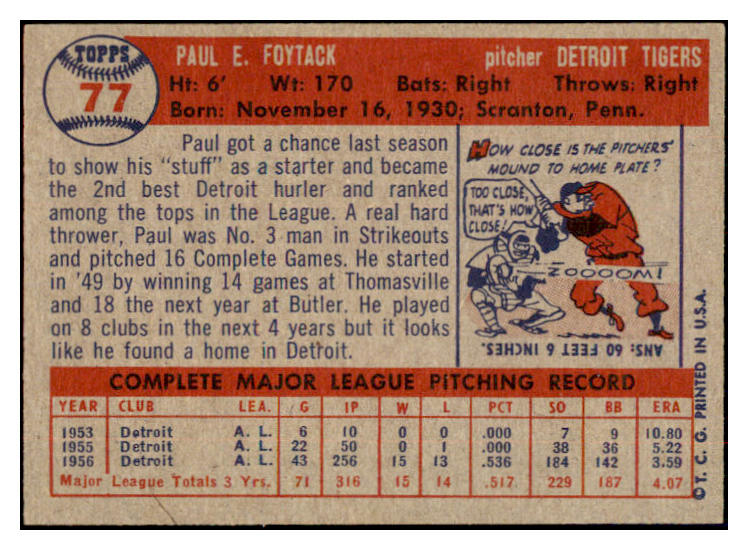 TOPPS
77
PAUL E. FOYTACK pitcher DETROIT TIGERS
Ht: 6' Wt: 170 Bats: Right Throws: Right
Born: November 16, 1930; Scranton, Penn.
Paul got a chance last season
to show his "stuff" as a starter and became
the 2nd best Detroit hurler and ranked
among the tops in the League. A real hard
thrower, Paul was No. 3 man in Strikeouts
and pitched 16 Complete Games. He started
in '49 by winning 14 games at Thomasville
and 18 the next year at Butler. He played
on 8 clubs in the next 4 years but it looks
like he found a home in Detroit.
HOW CLOSE IS THE PITCHERS'
MOUND TO HOME PLATE?
TOO CLOSE,
THAT'S HOW
CLOSE!
ZOOOOOWI
ANS: 60 FEET 6 INCHES.
COMPLETE MAJOR LEAGUE PITCHING RECORD
YEAR CLUB LEA. G IP W L PCT SO BB ERA
1953 Detroit A. L. 6 10 0 0 .000 7 9 10.80
1955 Detroit A. L. 22 50 0 1 .000 38 36 5.22
1956 Detroit A. L. 43 256 15 13 .536 184 142 3.59
Major League Totals 3 Yrs. 71 316 15 14 .517 229 187 4.07
© T. C. G. PRINTED IN U.S.A.